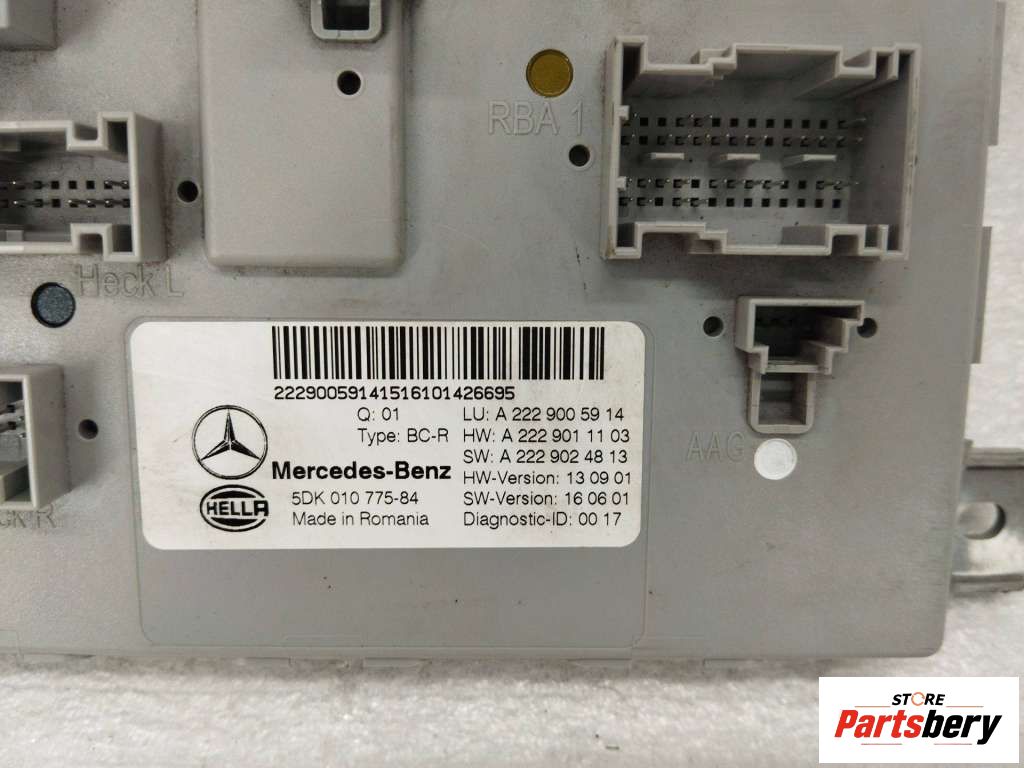 RBA 1
Heck L
22290059141516101426695
Q: 01
LU: A 222 900 59 14
Type: BC-R
HW: A 222 901 11 03
SW: A 222 902 48 13
Mercedes-Benz
HW-Version: 13 09 01
HELLA
5DK 010 775-84
SW-Version: 16 06 01
Made in Romania
Diagnostic-ID: 00 17
AAG
STORE
Partsbery